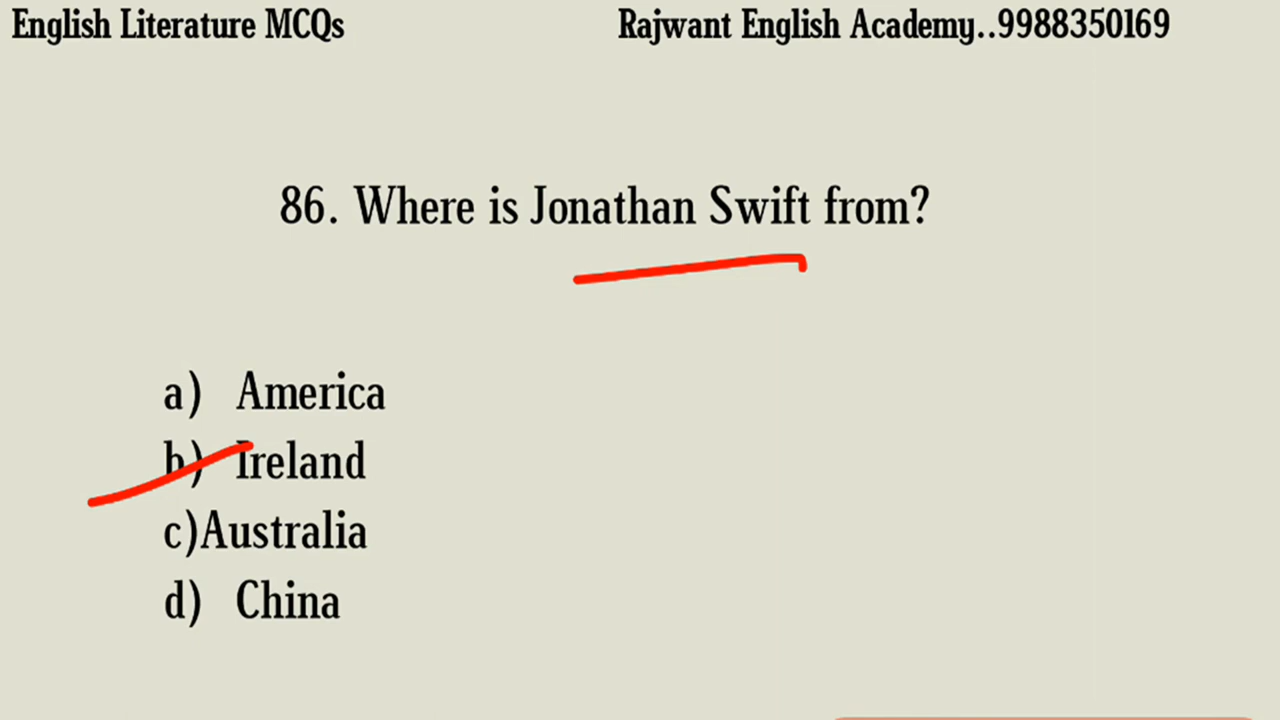 English Literature MCQs Rajwant English Academy..9988350169
86. Where is Jonathan Swift from?
a) America
b) Ireland
c)Australia
d) China